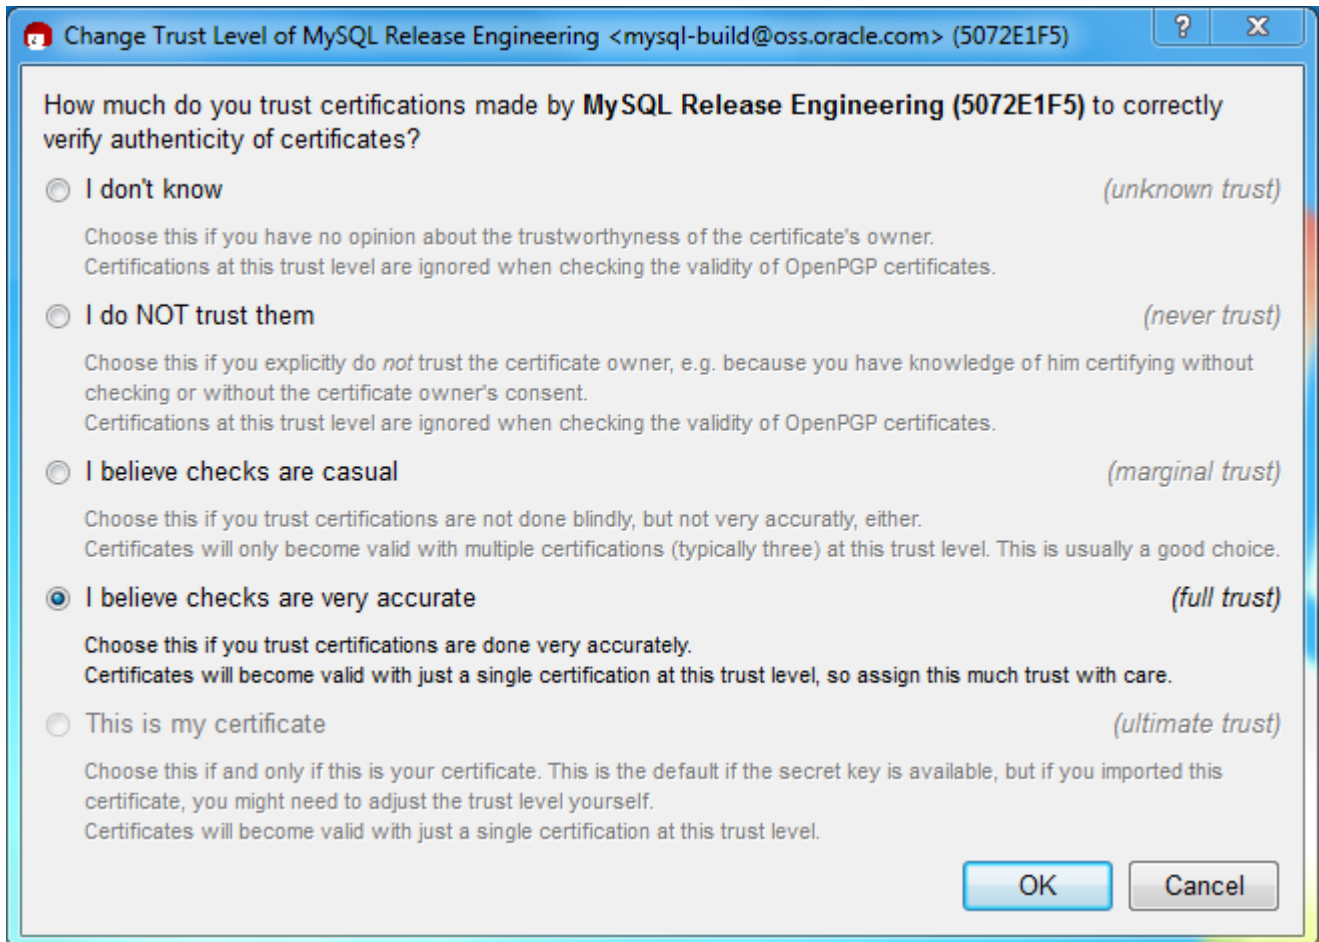 Change Trust Level of MySQL Release Engineering <mysql-build@oss.oracle.com> (5072E1F5)
How much do you trust certifications made by MySQL Release Engineering (5072E1F5) to correctly
verify authenticity of certificates?
I don't know (unknown trust)
Choose this if you have no opinion about the trustworthyness of the certificate's owner.
Certifications at this trust level are ignored when checking the validity of OpenPGP certificates.
I do NOT trust them (never trust)
Choose this if you explicitly do not trust the certificate owner, e.g. because you have knowledge of him certifying without
checking or without the certificate owner's consent.
Certifications at this trust level are ignored when checking the validity of OpenPGP certificates.
I believe checks are casual (marginal trust)
Choose this if you trust certifications are not done blindly, but not very accuratly, either.
Certificates will only become valid with multiple certifications (typically three) at this trust level. This is usually a good choice.
I believe checks are very accurate (full trust)
Choose this if you trust certifications are done very accurately.
Certificates will become valid with just a single certification at this trust level, so assign this much trust with care.
This is my certificate (ultimate trust)
Choose this if and only if this is your certificate. This is the default if the secret key is available, but if you imported this
certificate, you might need to adjust the trust level yourself.
Certificates will become valid with just a single certification at this trust level.
OK Cancel